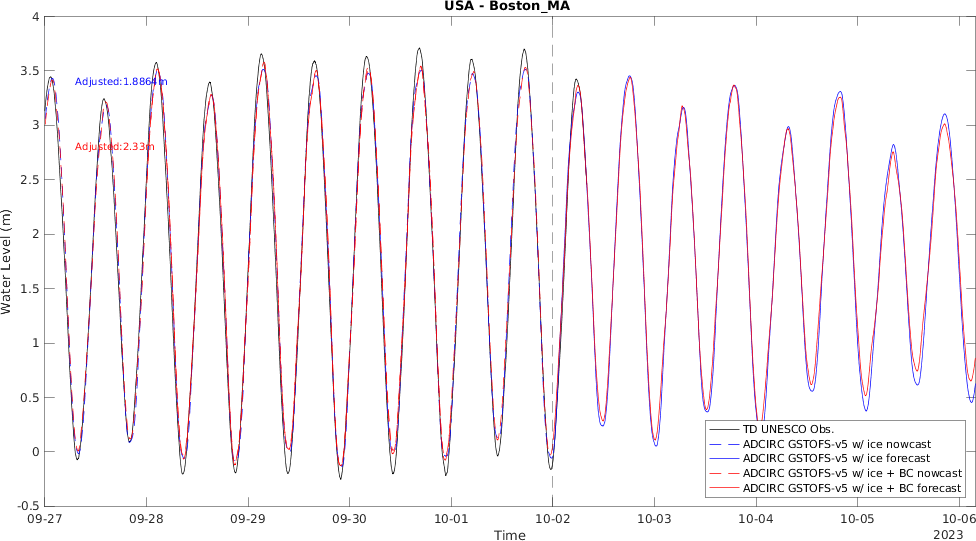 USA - Boston_MA
4
3.5
3
2.5
2
1.5
1
0.5
0
-0.5
Water Level (m)
Adjusted:1.8864m
Adjusted:2.33m
TD UNESCO Obs.
ADCIRC GSTOFS-v5 w/ ice nowcast
ADCIRC GSTOFS-v5 w/ ice forecast
ADCIRC GSTOFS-v5 w/ ice + BC nowcast
ADCIRC GSTOFS-v5 w/ ice + BC forecast
09-27 09-28 09-29 09-30 10-01 10-02 10-03 10-04 10-05 10-06
Time
2023